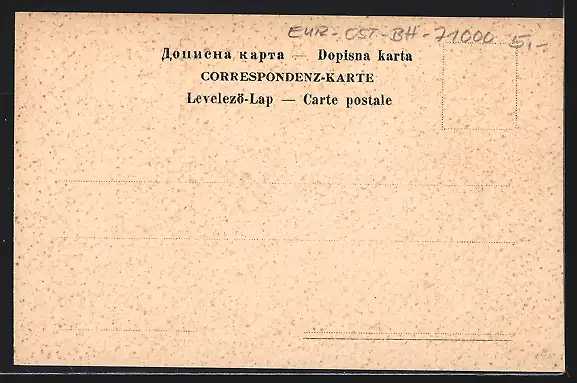 EUR-OST-BH-71000 5,-
Дописна карта — Dopisna karta
CORRESPONDENZ-KARTE
Levelező-Lap — Carte postale